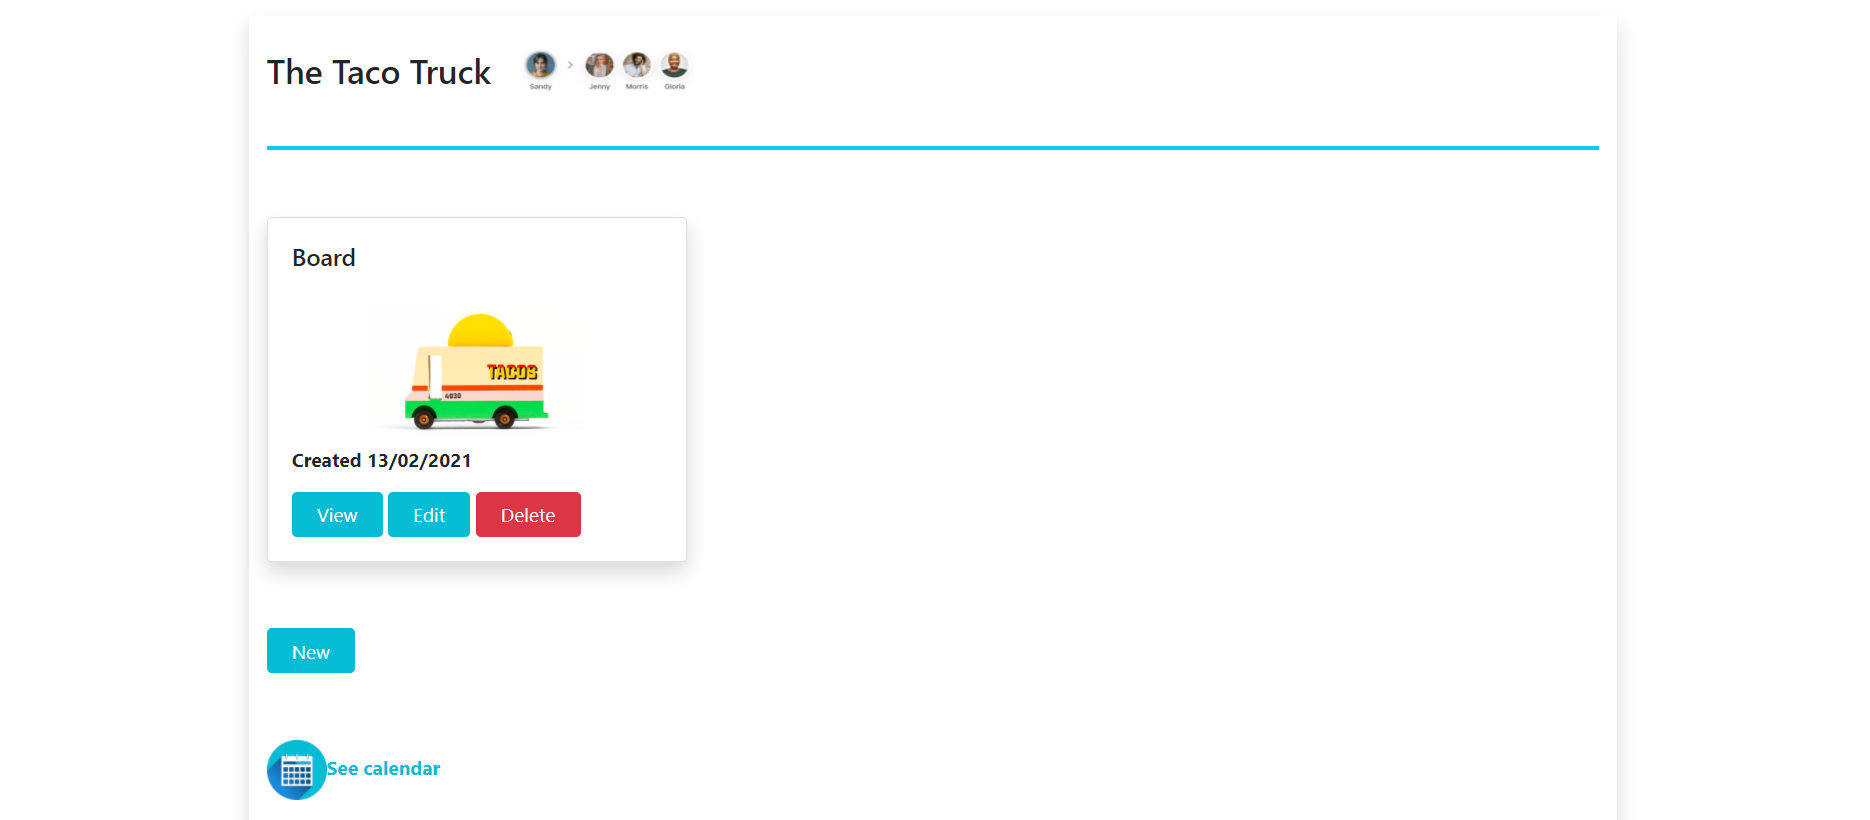 The Taco Truck
Sandy
Jenny
Morris
Gloria
Board
TACOS
4030
Created 13/02/2021
View
Edit
Delete
New
See calendar